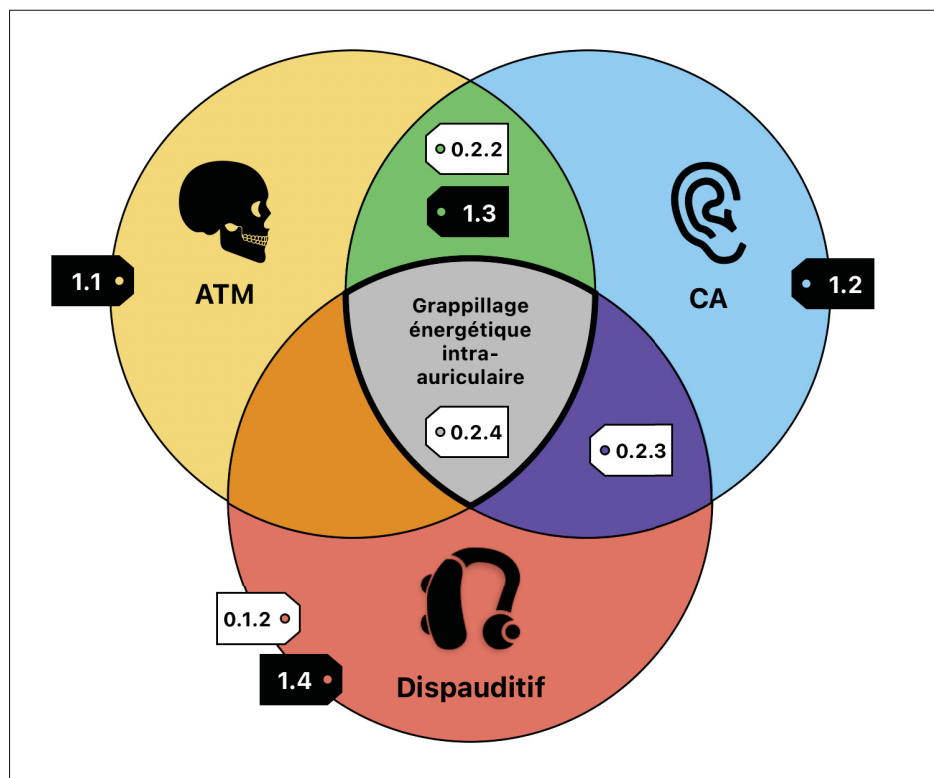 0.2.2
1.3
1.1
ATM
1.2
CA
Grappillage
énergétique
intra-
auriculaire
0.2.4
0.2.3
0.1.2
1.4
Dispauditif